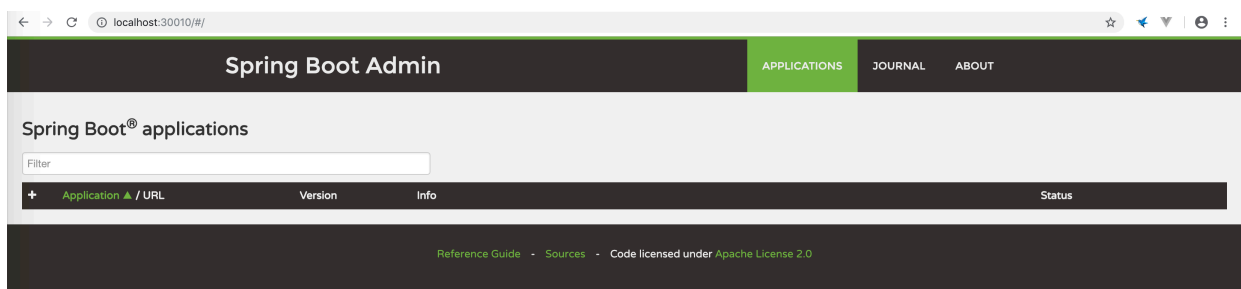 localhost:30010/#/
Spring Boot Admin
APPLICATIONS JOURNAL ABOUT
Spring Boot® applications
Filter
+ Application ▲ / URL Version Info Status
Reference Guide - Sources - Code licensed under Apache License 2.0